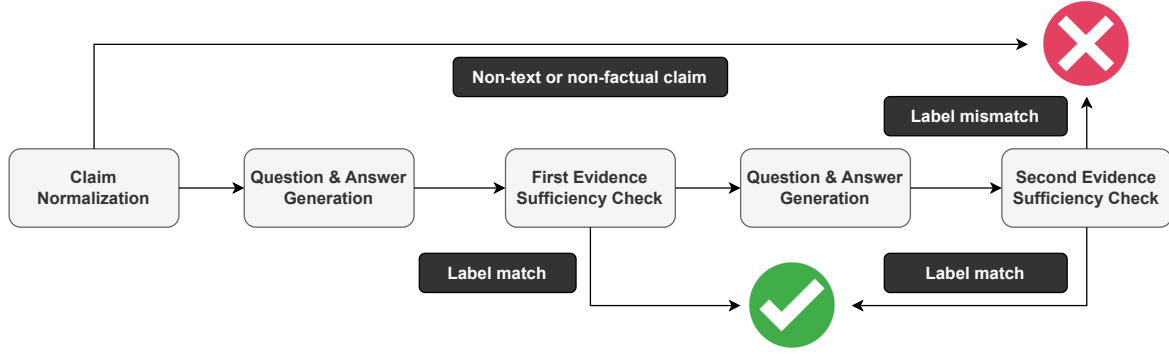 Non-text or non-factual claim
Label mismatch
Claim
Normalization
Question & Answer
Generation
First Evidence
Sufficiency Check
Question & Answer
Generation
Second Evidence
Sufficiency Check
Label match
Label match